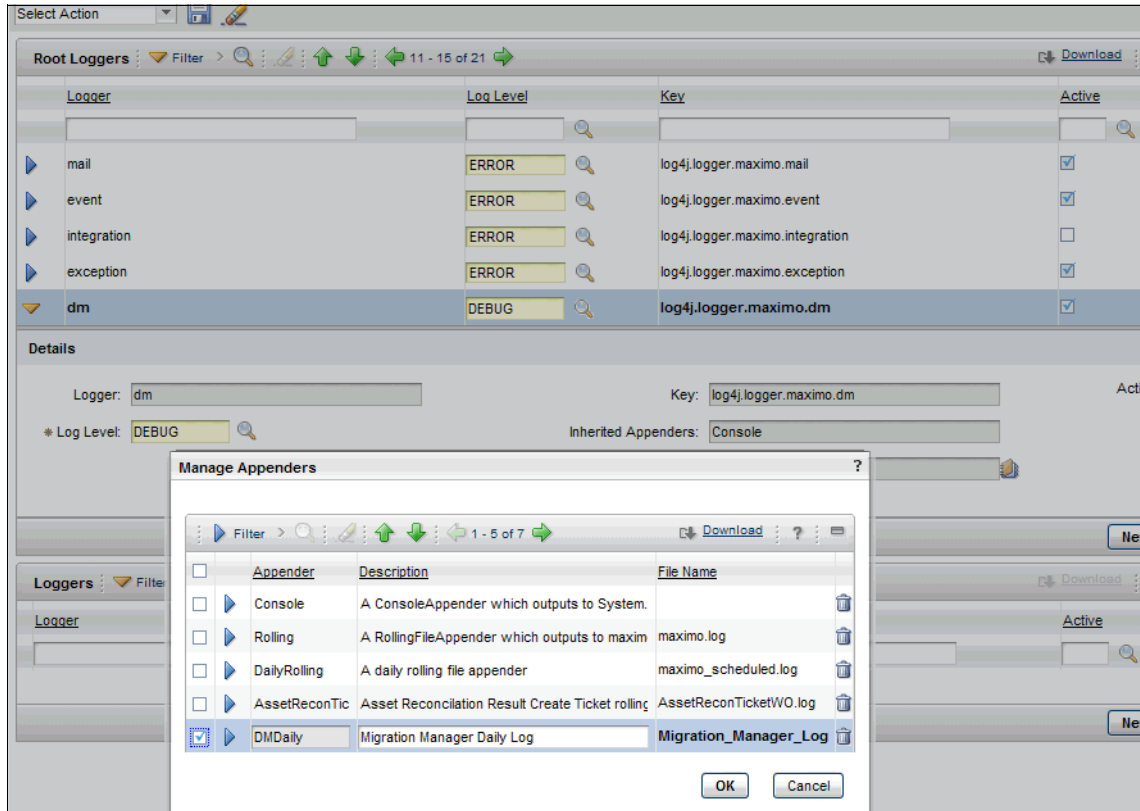 Select Action
Root Loggers Filter > 11 - 15 of 21 Download
Logger Log Level Key Active
mail ERROR log4j.logger.maximo.mail
event ERROR log4j.logger.maximo.event
integration ERROR log4j.logger.maximo.integration
exception ERROR log4j.logger.maximo.exception
dm DEBUG log4j.logger.maximo.dm
Details
Logger: dm Key: log4j.logger.maximo.dm Acti
* Log Level: DEBUG Inherited Appenders: Console
Manage Appenders ?
Filter > 1 - 5 of 7 Download ?
Appender Description File Name
Console A ConsoleAppender which outputs to System.
Rolling A RollingFileAppender which outputs to maxim maximo.log
DailyRolling A daily rolling file appender maximo_scheduled.log
AssetReconTic Asset Reconcilation Result Create Ticket rolling AssetReconTicketWO.log
DMDaily Migration Manager Daily Log Migration_Manager_Log
OK Cancel
Ne
Loggers Filte Download
Logger Active
Ne